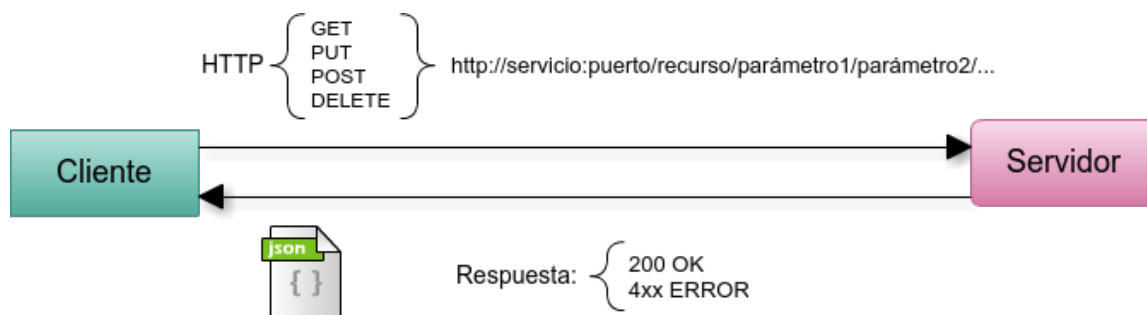 GET
PUT
HTTP
POST
DELETE
http://servicio:puerto/recurso/parámetro1/parámetro2/...
Cliente
Servidor
json
{ }
Respuesta:
200 OK
4xx ERROR